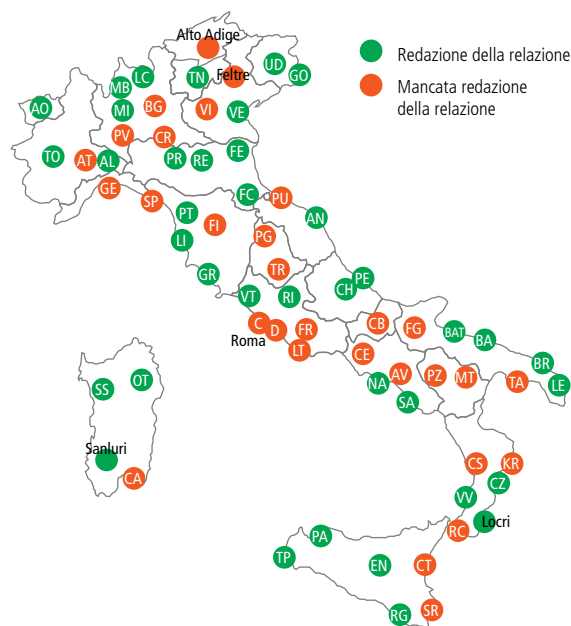 Alto Adige
Redazione della relazione
Mancata redazione
della relazione
UD
GO
TN
Feltre
LC
MB
BG
AO
MI
VI
VE
PV
CR
TO
AT
AL
PR
RE
FE
GE
SP
FC
PU
PT
FI
AN
LI
PG
GR
TR
PE
CH
VT
RI
C
D
FR
Roma
LT
CB
FG
BAT
BA
CE
NA
AV
PZ
MT
TA
BR
LE
SA
SS
OT
Sanluri
CA
CS
KR
CZ
VV
Locri
RC
PA
TP
EN
CT
RG
SR